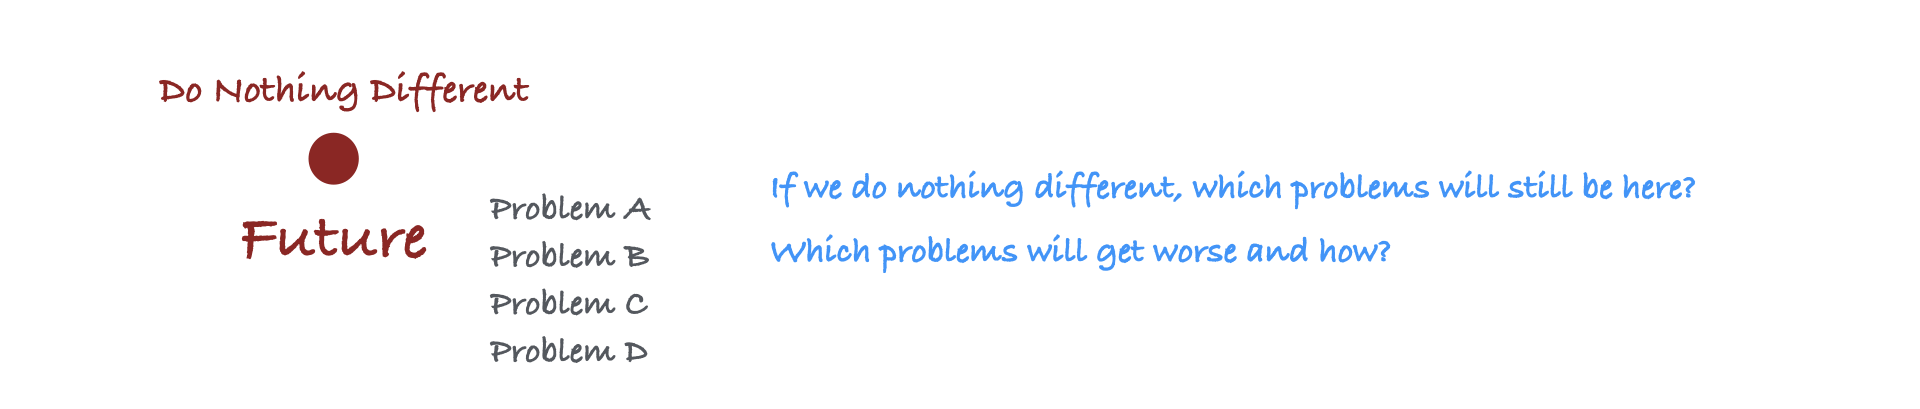 Do Nothing Different
Future
Problem A
Problem B
Problem C
Problem D
If we do nothing different, which problems will still be here?
Which problems will get worse and how?